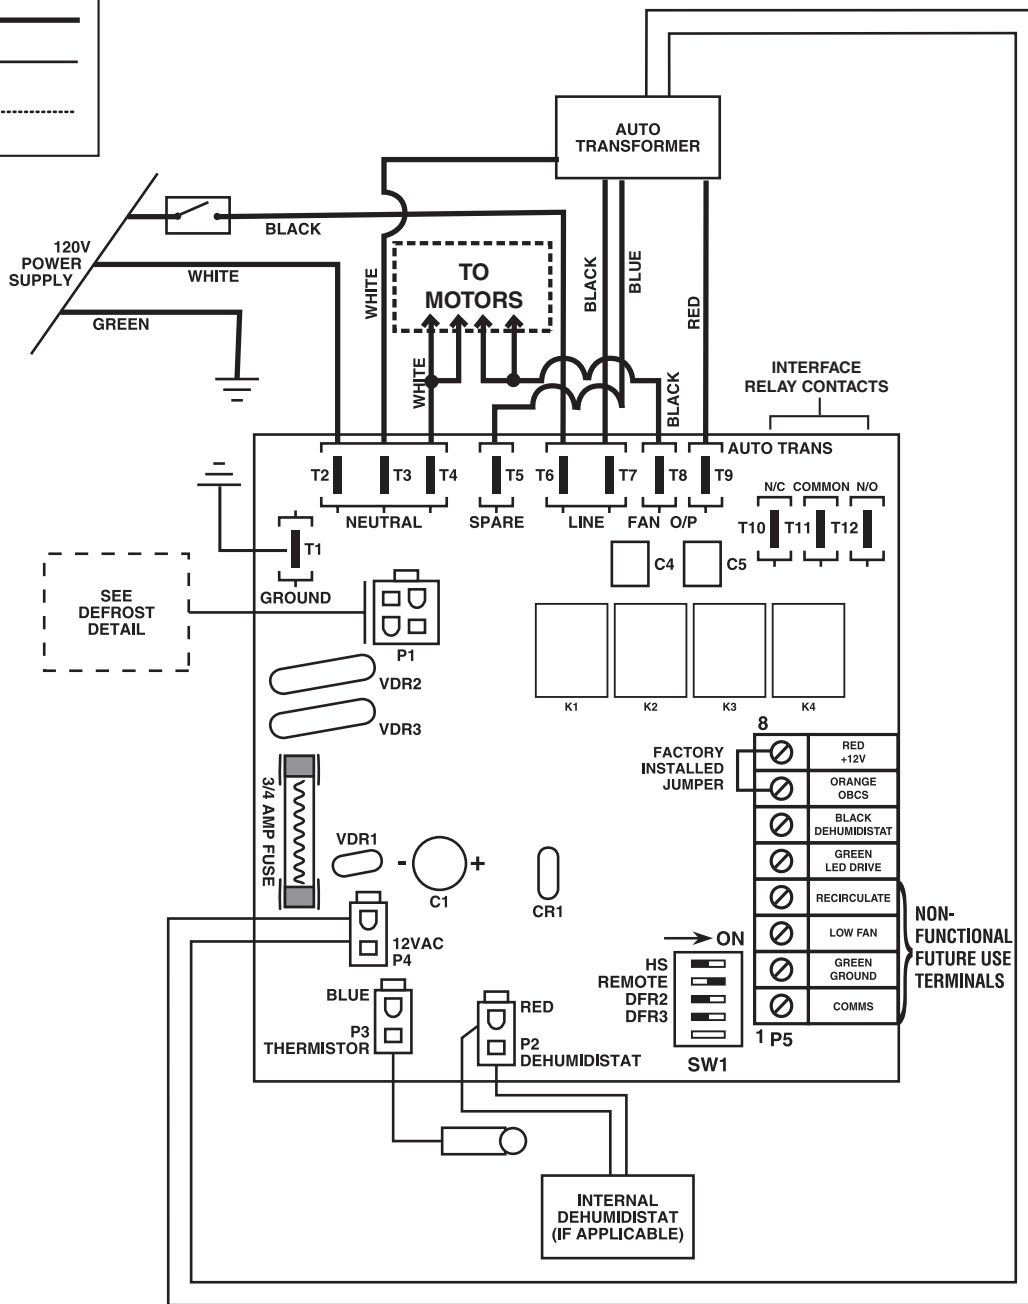 AUTO
TRANSFORMER
BLACK
120V
POWER
SUPPLY
WHITE
GREEN
WHITE
TO
MOTORS
BLACK
BLUE
RED
WHITE
BLACK
INTERFACE
RELAY CONTACTS
AUTO TRANS
T2
T3
T4
T5
T6
T7
T8
T9
N/C
COMMON
N/O
NEUTRAL
SPARE
LINE
FAN O/P
T10
T11
T12
T1
GROUND
C4
C5
SEE
DEFROST
DETAIL
P1
VDR2
VDR3
K1
K2
K3
K4
8
FACTORY
INSTALLED
JUMPER
RED
+12V
ORANGE
OBCS
BLACK
DEHUMIDISTAT
GREEN
LED DRIVE
RECIRCULATE
LOW FAN
GREEN
GROUND
COMMS
1 P5
NON-
FUNCTIONAL
FUTURE USE
TERMINALS
3/4 AMP FUSE
VDR1
-
+
C1
CR1
12VAC
P4
ON
HS
REMOTE
DFR2
DFR3
SW1
BLUE
P3
THERMISTOR
RED
P2
DEHUMIDISTAT
INTERNAL
DEHUMIDISTAT
(IF APPLICABLE)